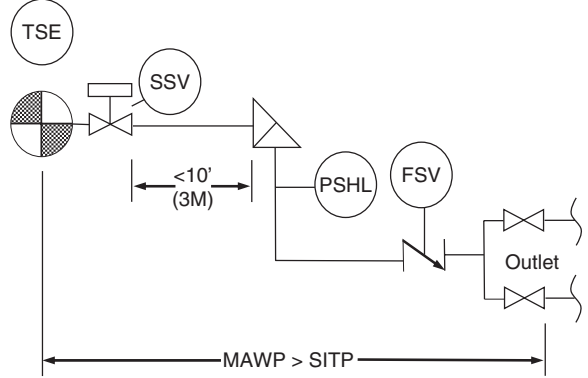 TSE
SSV
<10'
(3M)
PSHL
FSV
Outlet
MAWP > SITP